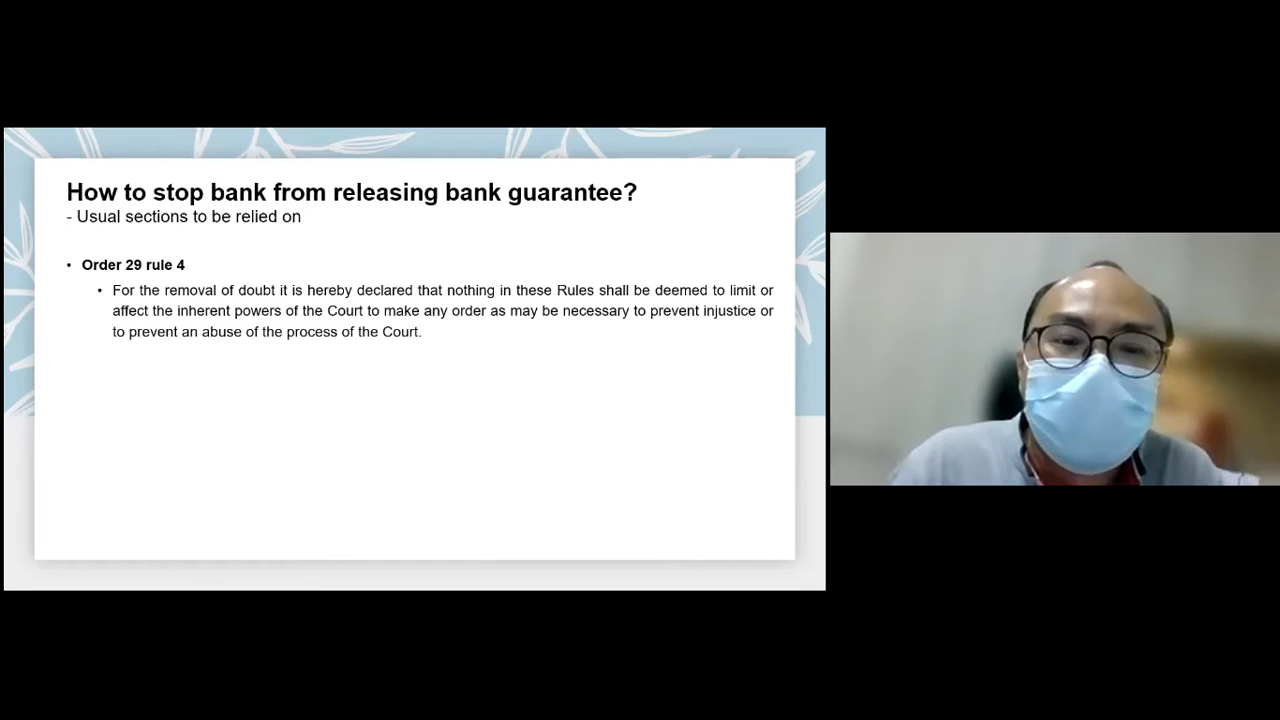 How to stop bank from releasing bank guarantee?
- Usual sections to be relied on
• Order 29 rule 4
• For the removal of doubt it is hereby declared that nothing in these Rules shall be deemed to limit or
affect the inherent powers of the Court to make any order as may be necessary to prevent injustice or
to prevent an abuse of the process of the Court.